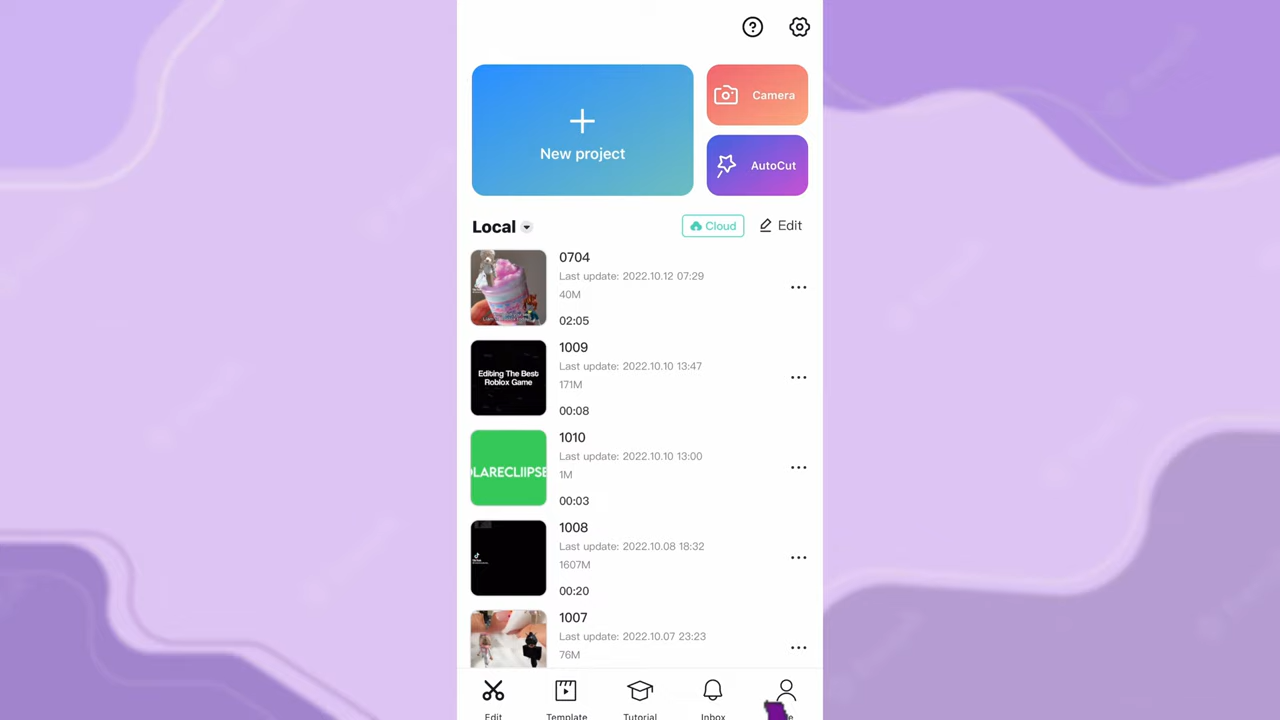 Camera
New project
AutoCut
Local
Cloud
Edit
0704
Last update: 2022.10.12 07:29
40M
02:05
1009
Last update: 2022.10.10 13:47
Editing The Best
Roblox Game
171M
00:08
1010
Last update: 2022.10.10 13:00
LARECLIIPSE
1M
00:03
1008
Last update: 2022.10.08 18:32
1607M
00:20
1007
Last update: 2022.10.07 23:23
76M
Edit
Template
Tutorial
Inbox